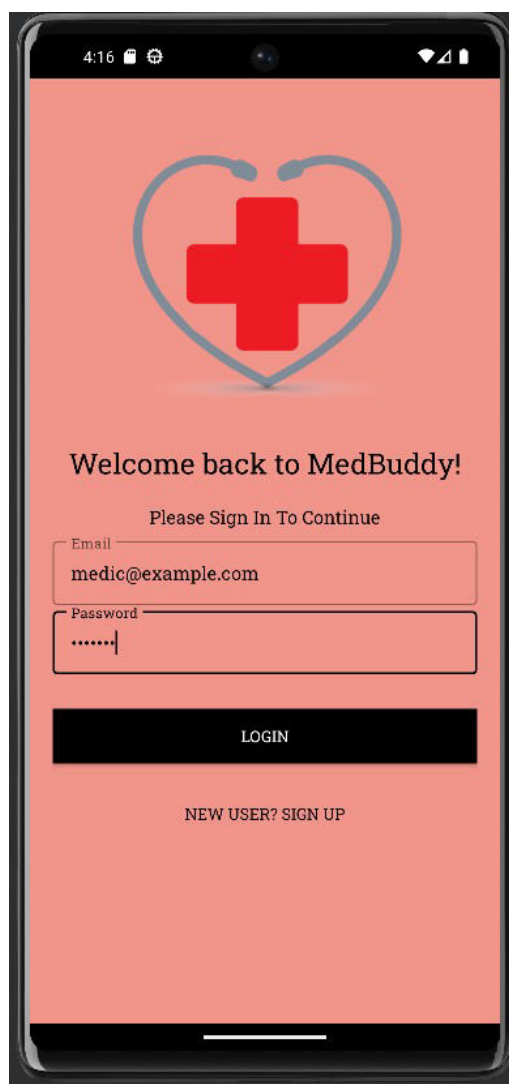 4:16
Welcome back to MedBuddy!
Please Sign In To Continue
Email
medic@example.com
Password
•••••••
LOGIN
NEW USER? SIGN UP